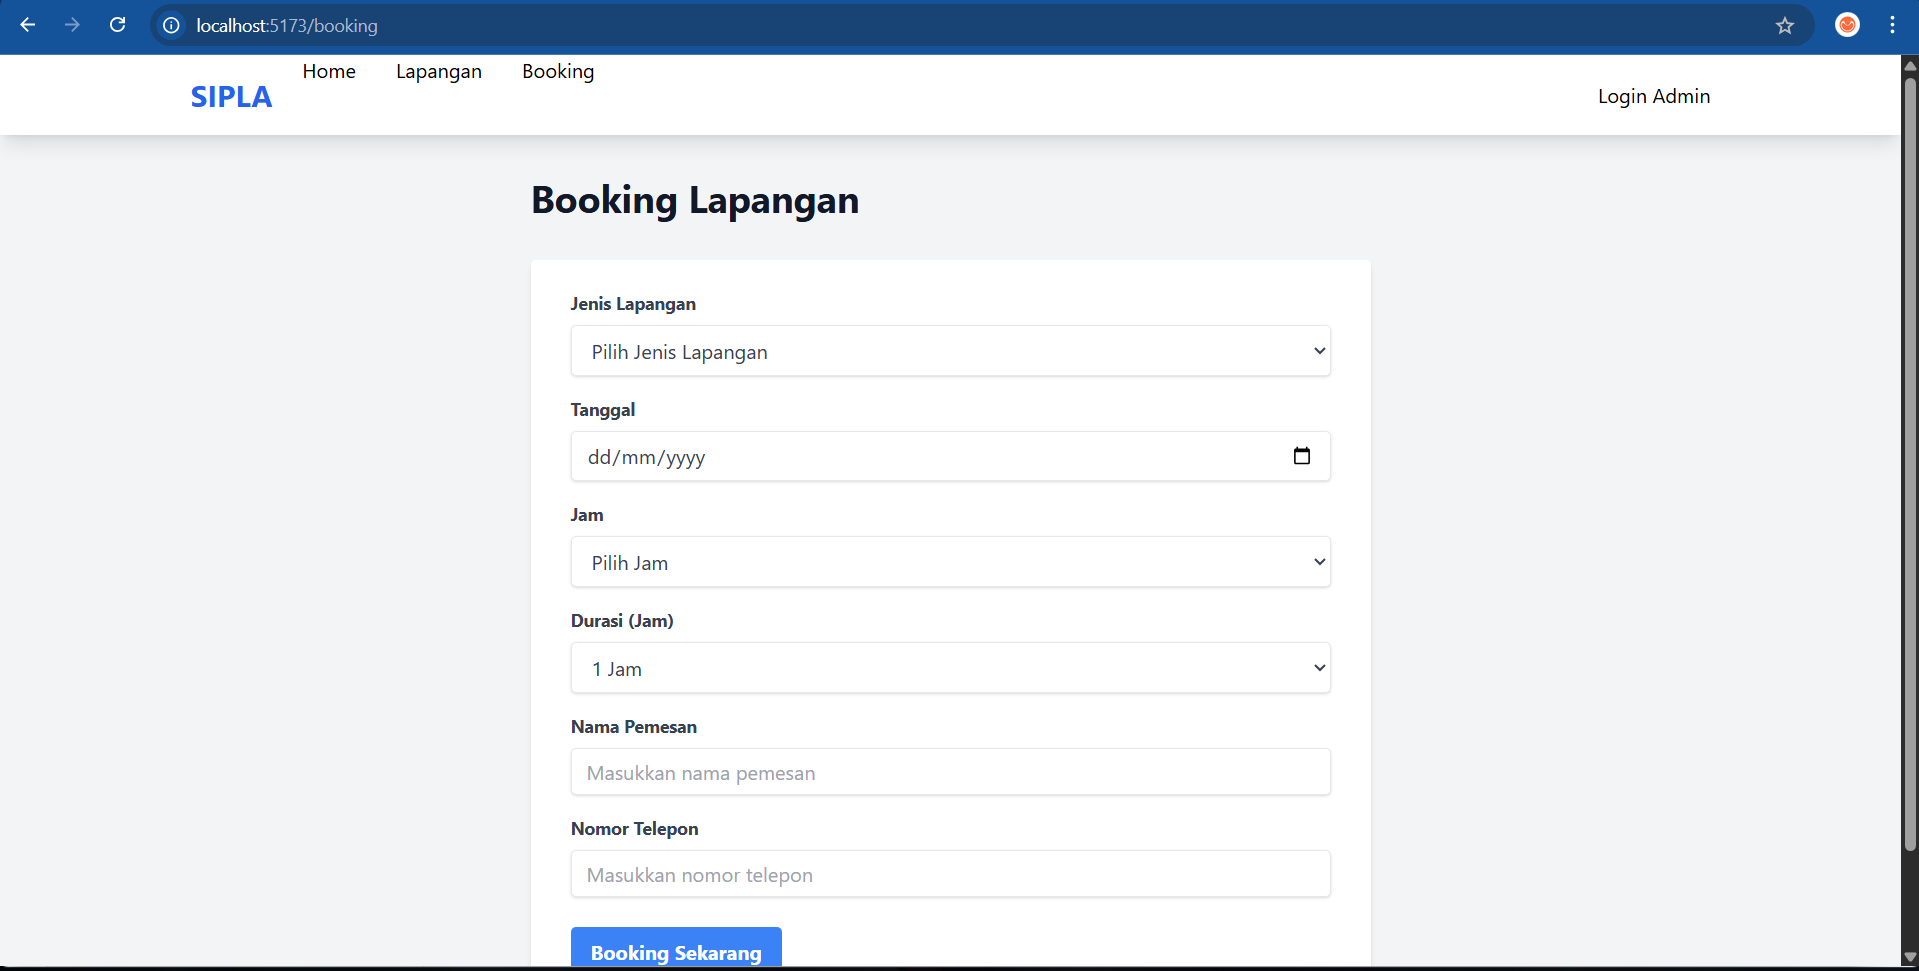 localhost:5173/booking
Home Lapangan Booking
SIPLA
Login Admin
Booking Lapangan
Jenis Lapangan
Pilih Jenis Lapangan
Tanggal
dd/mm/yyyy
Jam
Pilih Jam
Durasi (Jam)
1 Jam
Nama Pemesan
Masukkan nama pemesan
Nomor Telepon
Masukkan nomor telepon
Booking Sekarang